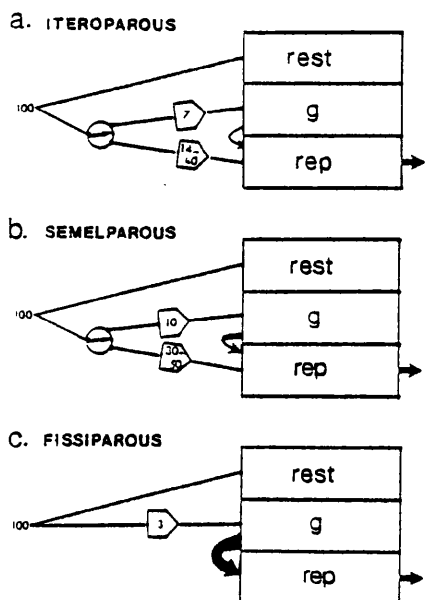 a. ITEROPAROUS
rest
100
7
g
14-
40
rep
b. SEMELPAROUS
rest
100
10
g
30-
50
rep
c. FISSIPAROUS
rest
100
3
g
rep